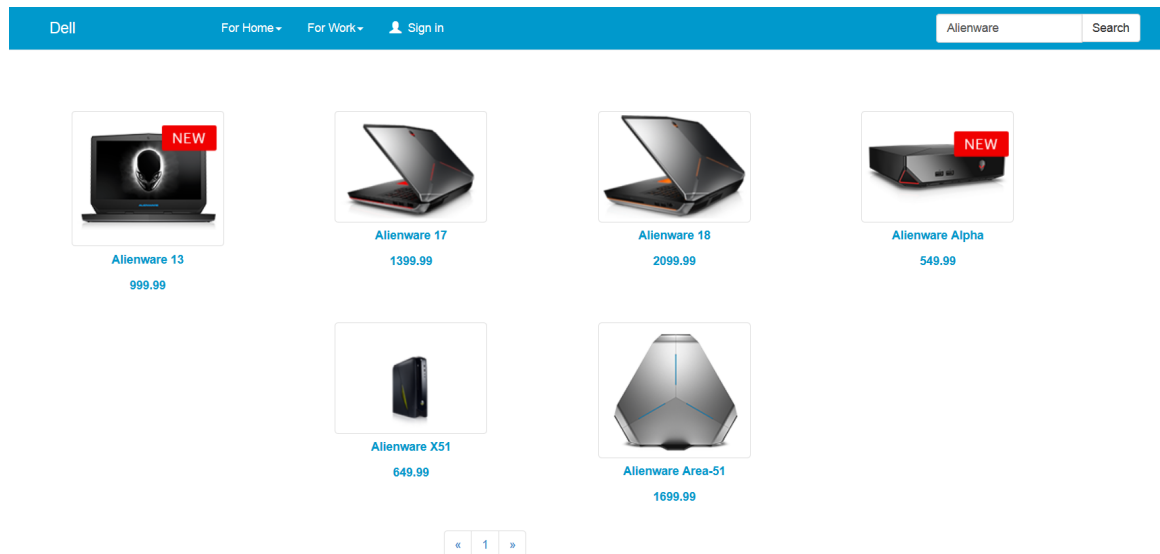 Dell For Home For Work Sign in Alienware Search
NEW
NEW
Alienware 17 Alienware 18 Alienware Alpha
Alienware 13
1399.99 2099.99 549.99
999.99
Alienware X51
649.99
Alienware Area-51
1699.99
« 1 »